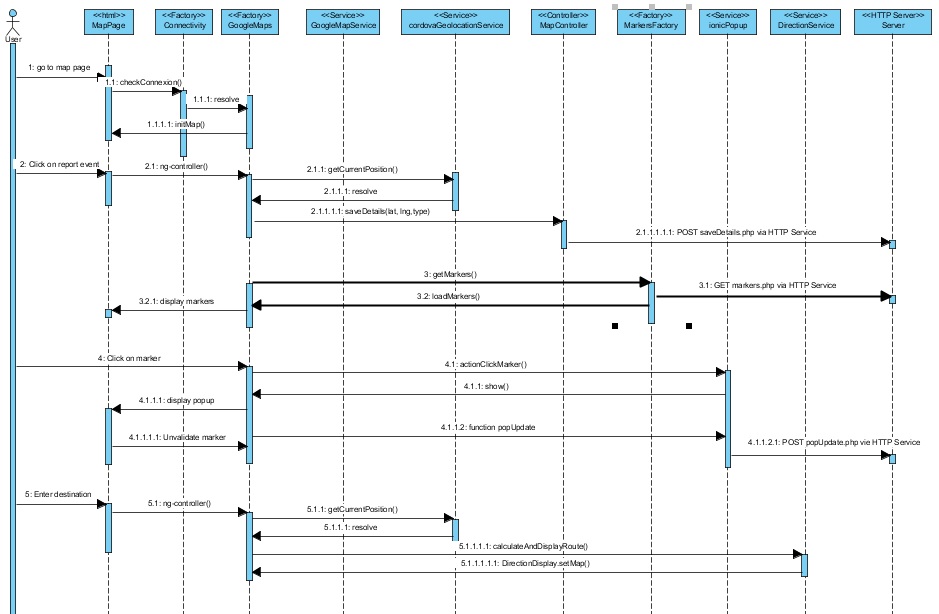 <<html>>
MapPage
<<Factory>>
Connectivity
<<Factory>>
GoogleMaps
<<Service>>
GoogleMapService
<<Service>>
cordovaGeolocationService
<<Controller>>
MapController
<<Factory>>
MarkersFactory
<<Service>>
ionicPopup
<<Service>>
DirectionService
<<HTTP Server>>
Server
User
1: go to map page
1.1: checkConnexion()
1.1.1: resolve
1.1.1.1: initMap()
2: Click on report event
2.1: ng-controller()
2.1.1: getCurrentPosition()
2.1.1.1: resolve
2.1.1.1.1: saveDetails(lat, lng,type)
2.1.1.1.1.1: POST saveDetails.php via HTTP Service
3: getMarkers()
3.1: GET markers.php via HTTP Service
3.2: loadMarkers()
3.2.1: display markers
4: Click on marker
4.1: actionClickMarker()
4.1.1: show()
4.1.1.1: display popup
4.1.1.2: function popUpdate
4.1.1.1.1: Unvalidate marker
4.1.1.2.1: POST popUpdate.php vie HTTP Service
5: Enter destination
5.1: ng-controller()
5.1.1: getCurrentPosition()
5.1.1.1: resolve
5.1.1.1.1: calculateAndDisplayRoute()
5.1.1.1.1.1: DirectionDisplay.setMap()